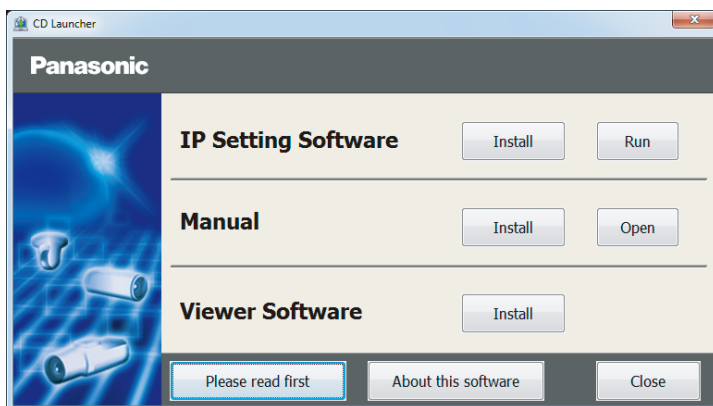 CD Launcher
Panasonic
IP Setting Software Install Run
Manual Install Open
Viewer Software Install
Please read first About this software Close